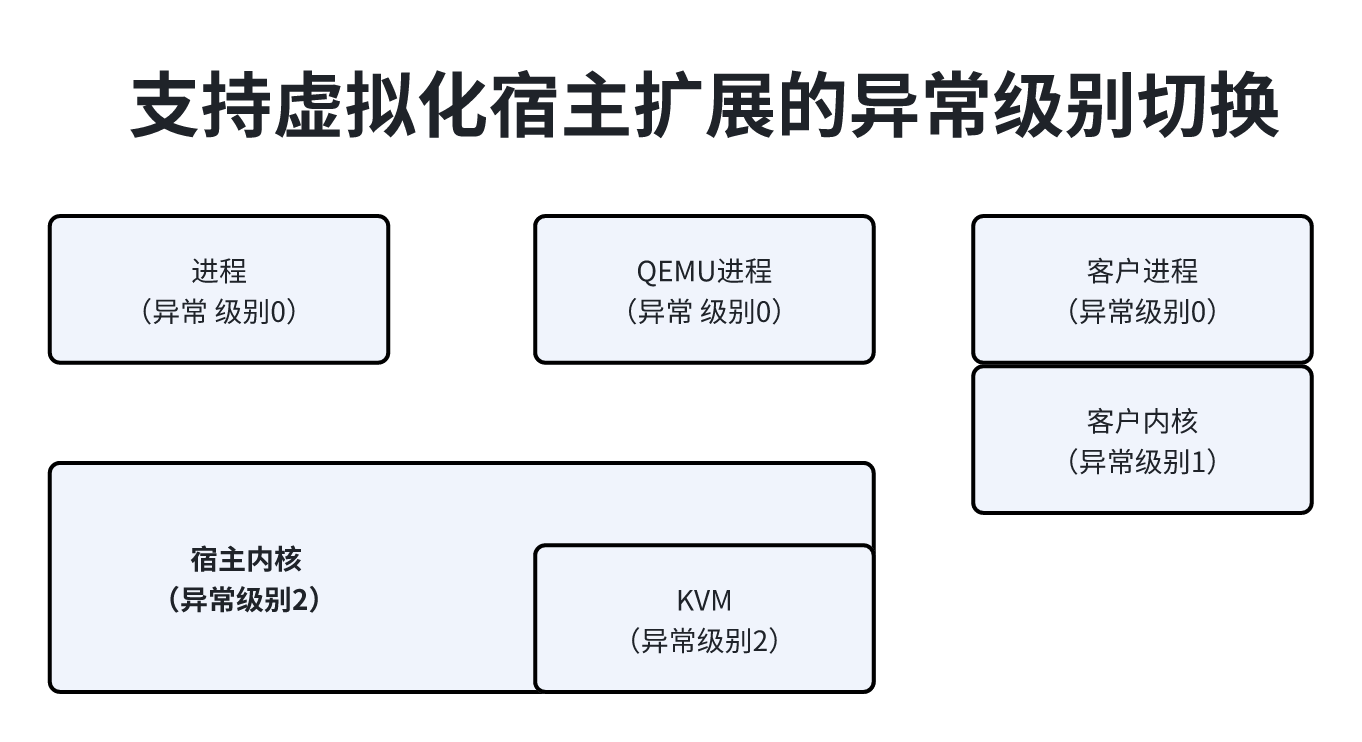 支持虚拟化宿主扩展的异常级别切换
进程
（异常 级别0）
QEMU进程
（异常 级别0）
客户进程
（异常级别0）
客户内核
（异常级别1）
宿主内核
（异常级别2）
KVM
（异常级别2）